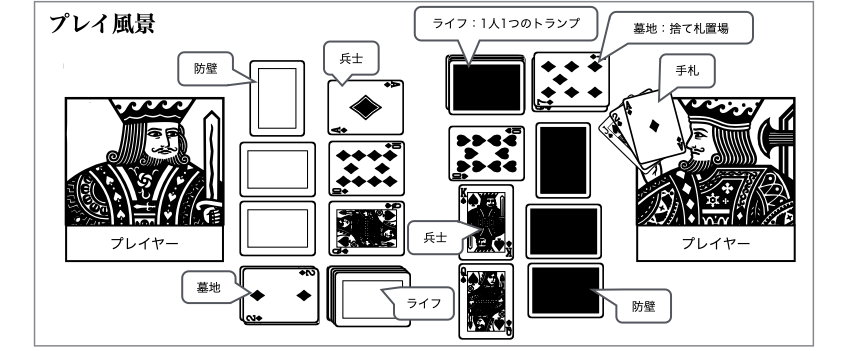 プレイ風景
ライフ：1人1つのトランプ
墓地：捨て札置場
防壁
兵士
手札
プレイヤー
兵士
プレイヤー
墓地
ライフ
防壁